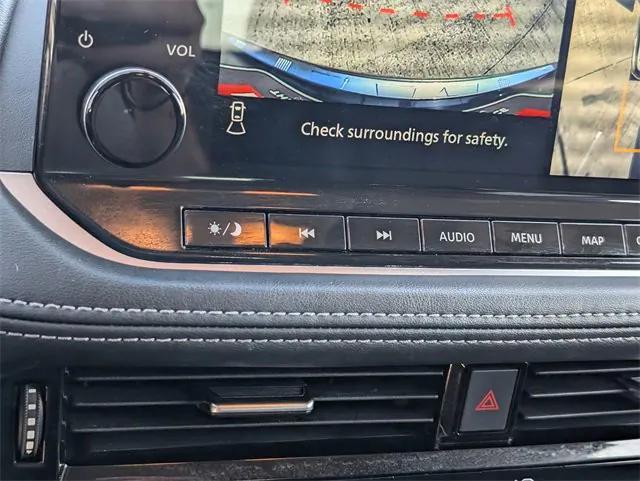 VOL
Check surroundings for safety.
AUDIO MENU MAP